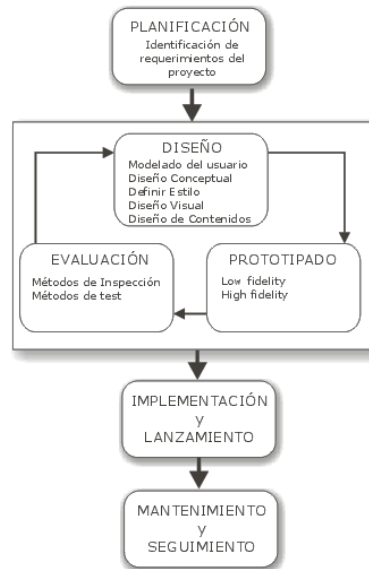 PLANIFICACIÓN
Identificación de
requerimientos del
proyecto
DISEÑO
Modelado del usuario
Diseño Conceptual
Definir Estilo
Diseño Visual
Diseño de Contenidos
EVALUACIÓN
Métodos de Inspección
Métodos de test
PROTOTIPADO
Low fidelity
High fidelity
IMPLEMENTACIÓN
y
LANZAMIENTO
MANTENIMIENTO
y
SEGUIMIENTO